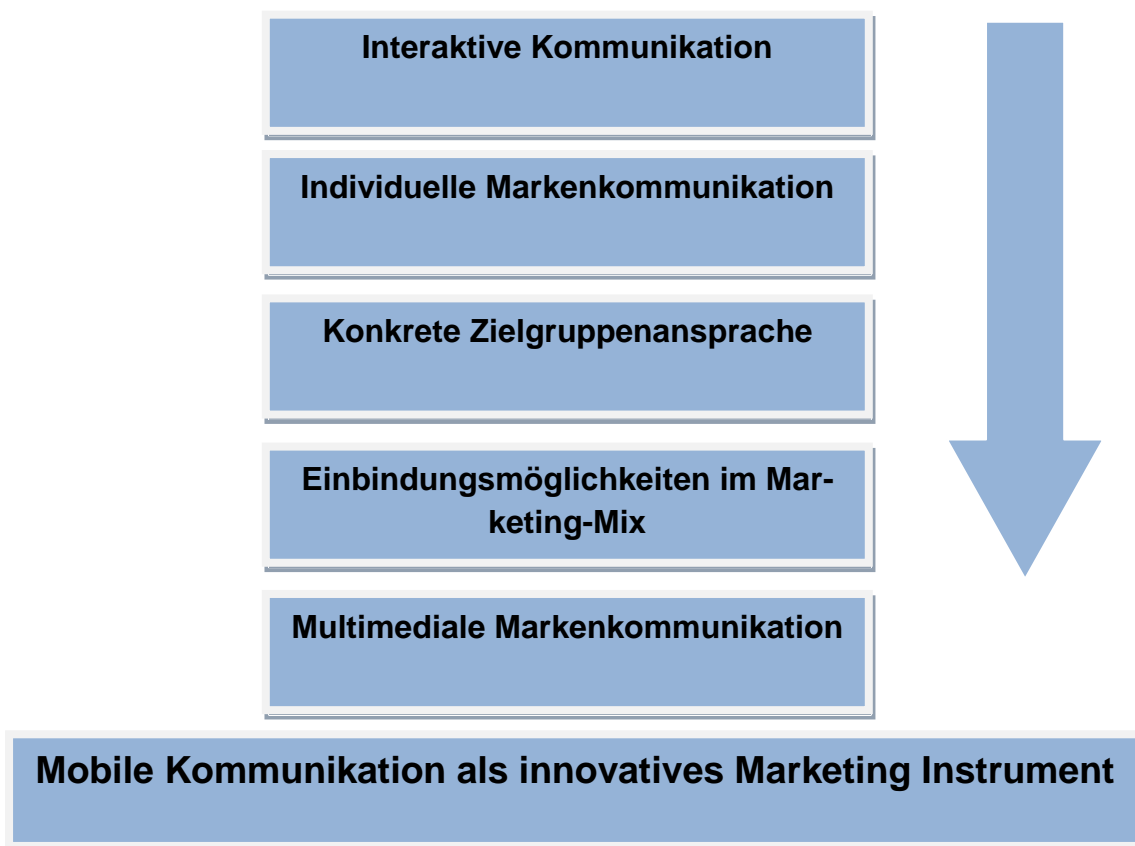 Interaktive Kommunikation
Individuelle Markenkommunikation
Konkrete Zielgruppenansprache
Einbindungsmöglichkeiten im Mar-
keting-Mix
Multimediale Markenkommunikation
Mobile Kommunikation als innovatives Marketing Instrument